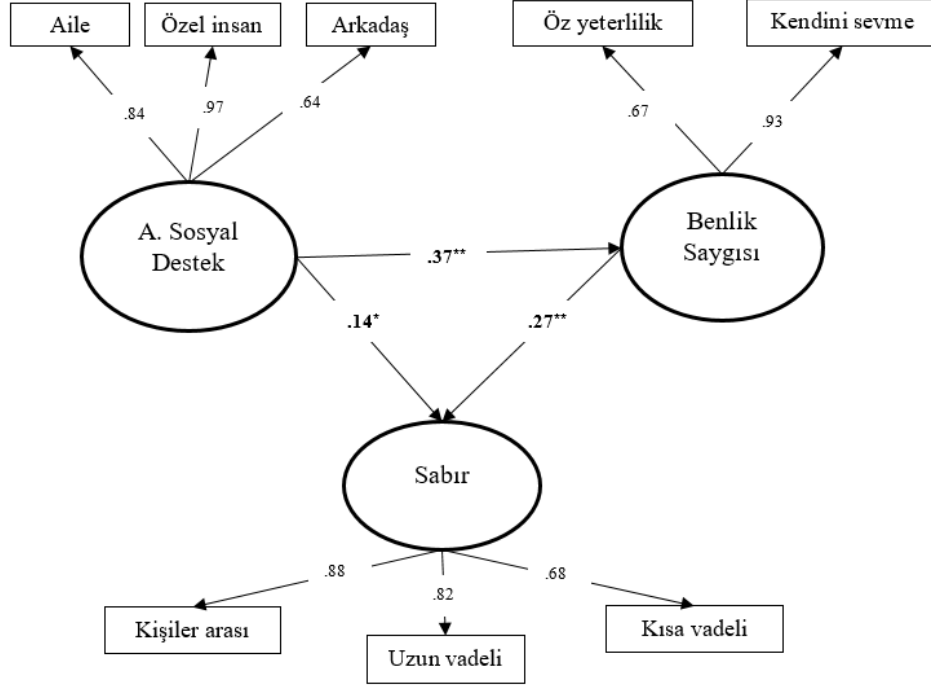 Aile
Özel insan
Arkadaş
Öz yeterlilik
Kendini sevme
.84
.97
.64
.67
.93
A. Sosyal
Destek
Benlik
Saygısı
.37**
.14*
.27**
Sabır
.88
.82
.68
Kişiler arası
Uzun vadeli
Kısa vadeli